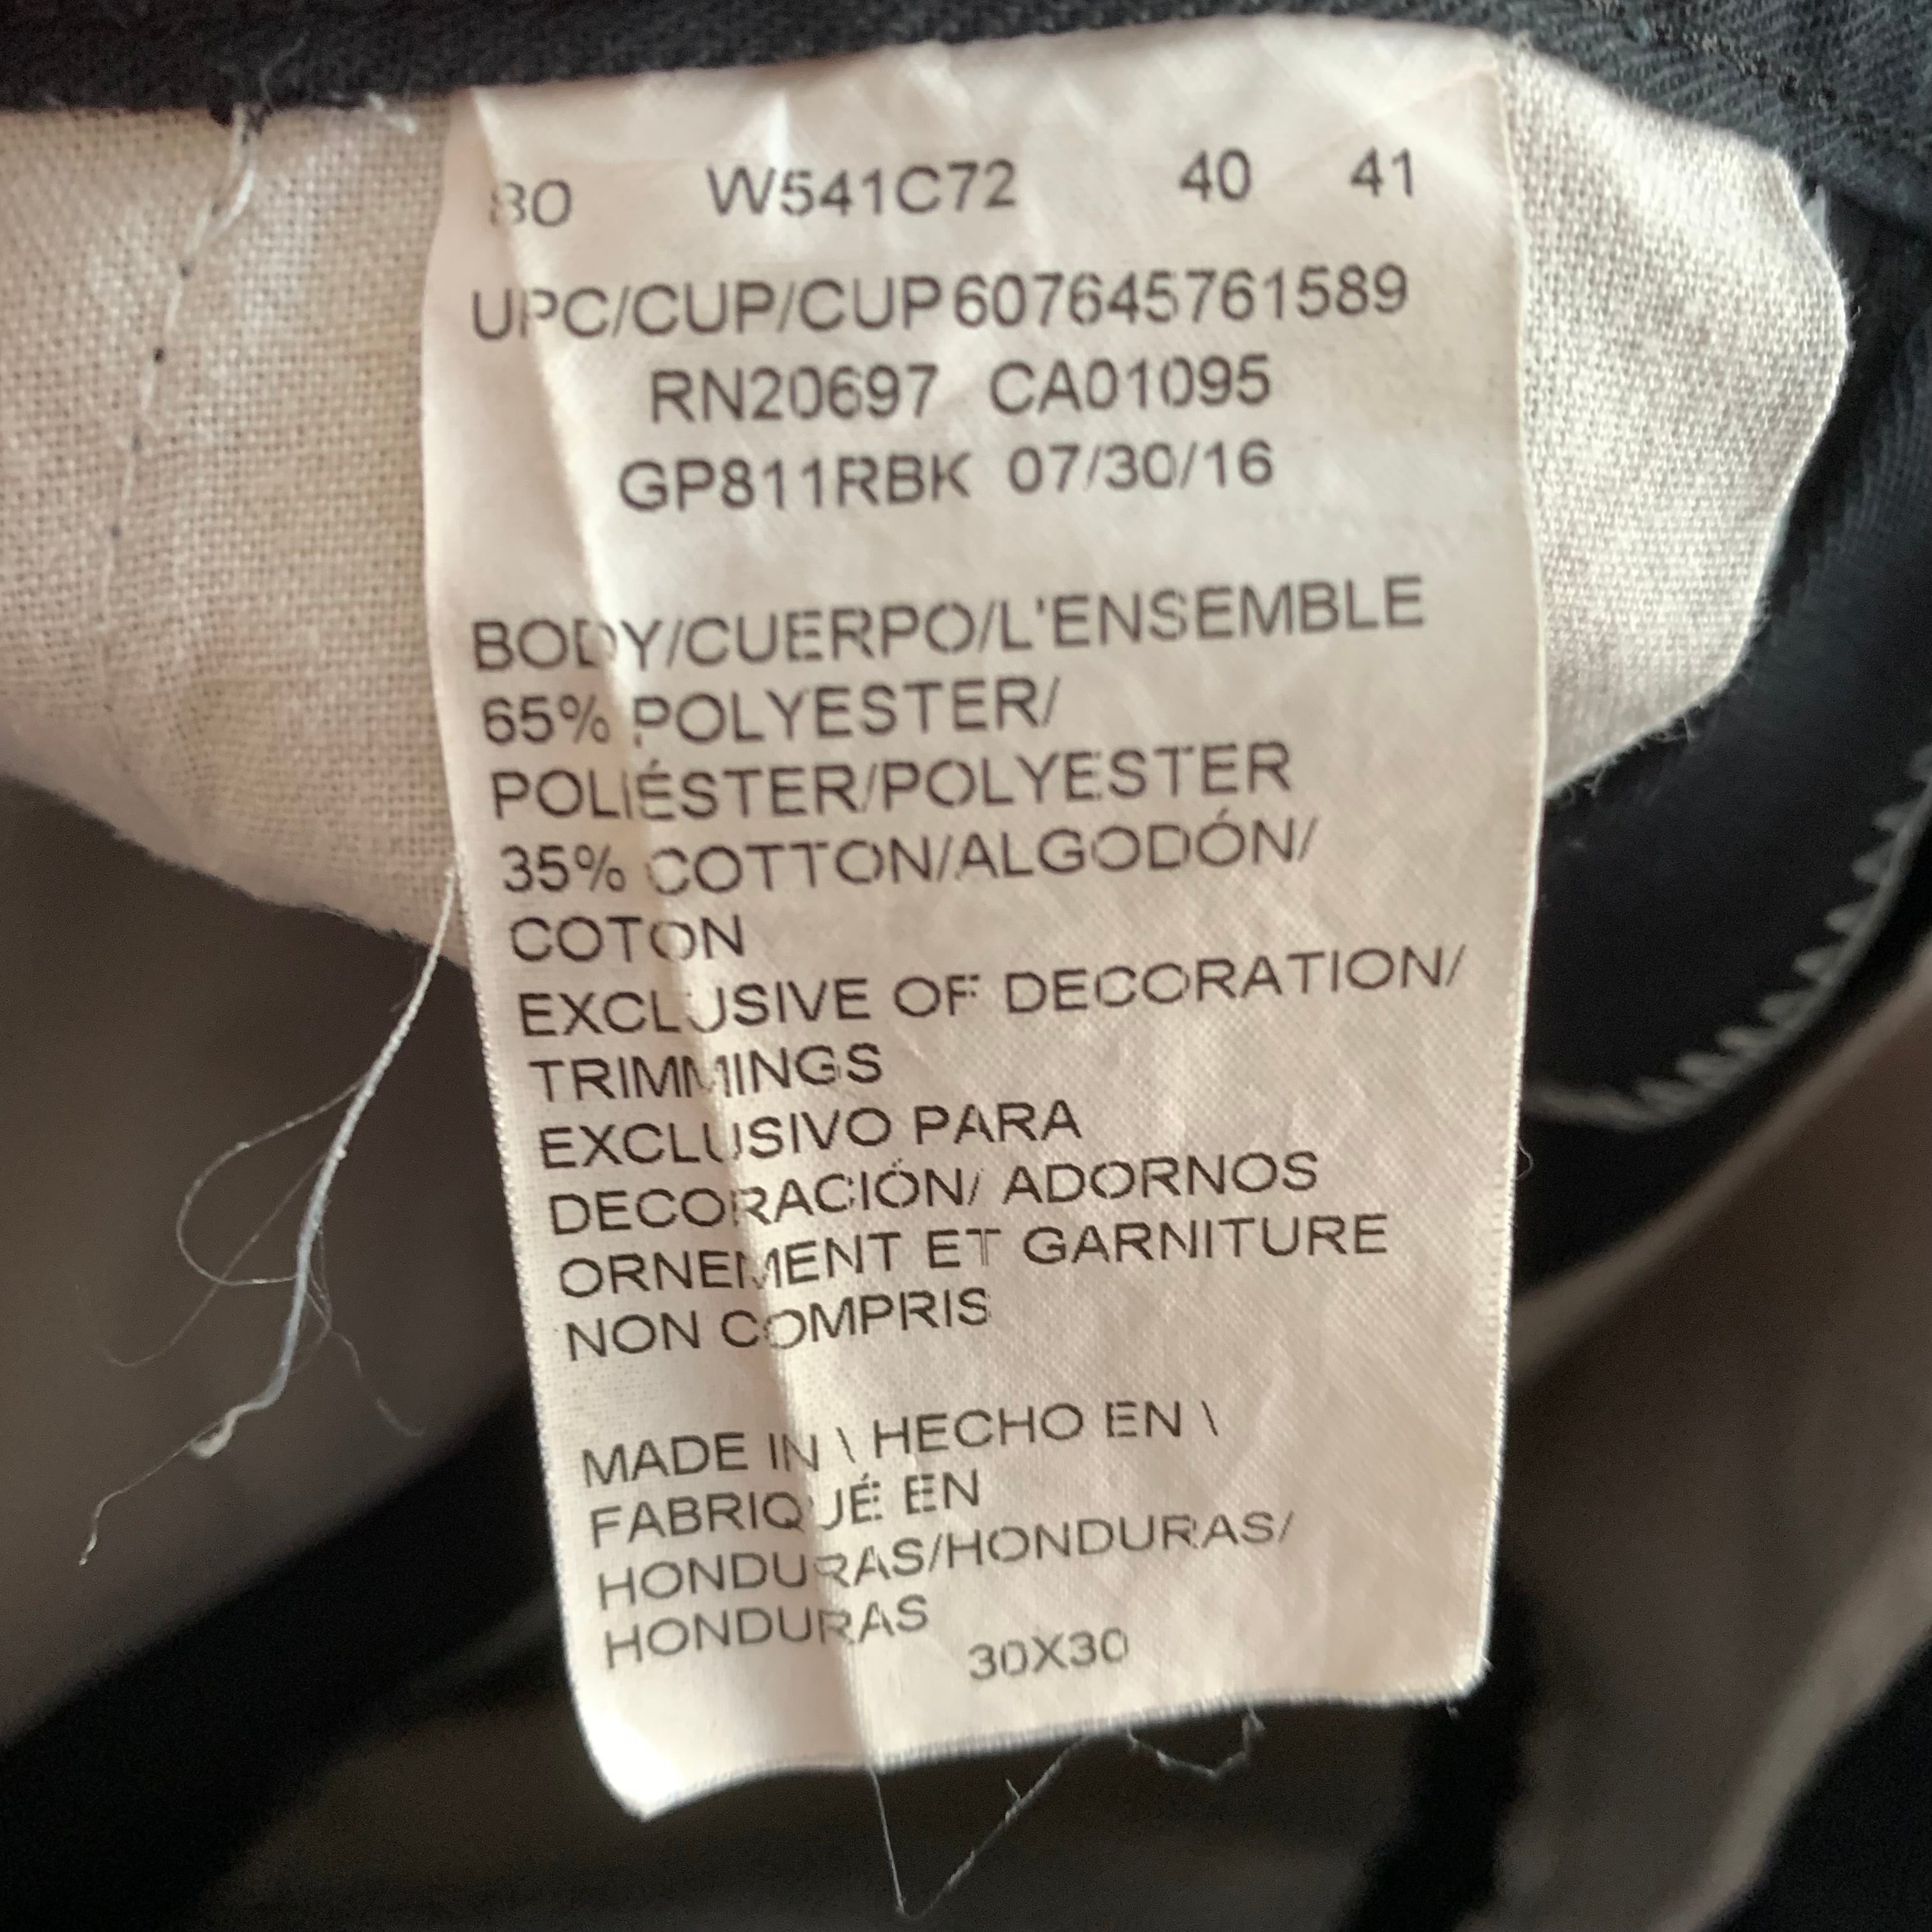 30 W541C72 40 41
UPC/CUP/CUP607645761589
RN20697 CA01095
GP811RBK 07/30/16
BODY/CUERPO/L'ENSEMBLE
65% POLYESTER/
POLIÉSTER/POLYESTER
35% COTTON/ALGODÓN/
COTON
EXCLUSIVE OF DECORATION/
TRIMMINGS
EXCLUSIVO PARA
DECORACIÓN/ ADORNOS
ORNEMENT ET GARNITURE
NON COMPRIS
MADE IN \ HECHO EN \
FABRIQUÉ EN
HONDURAS/HONDURAS/
HONDURAS
30X30